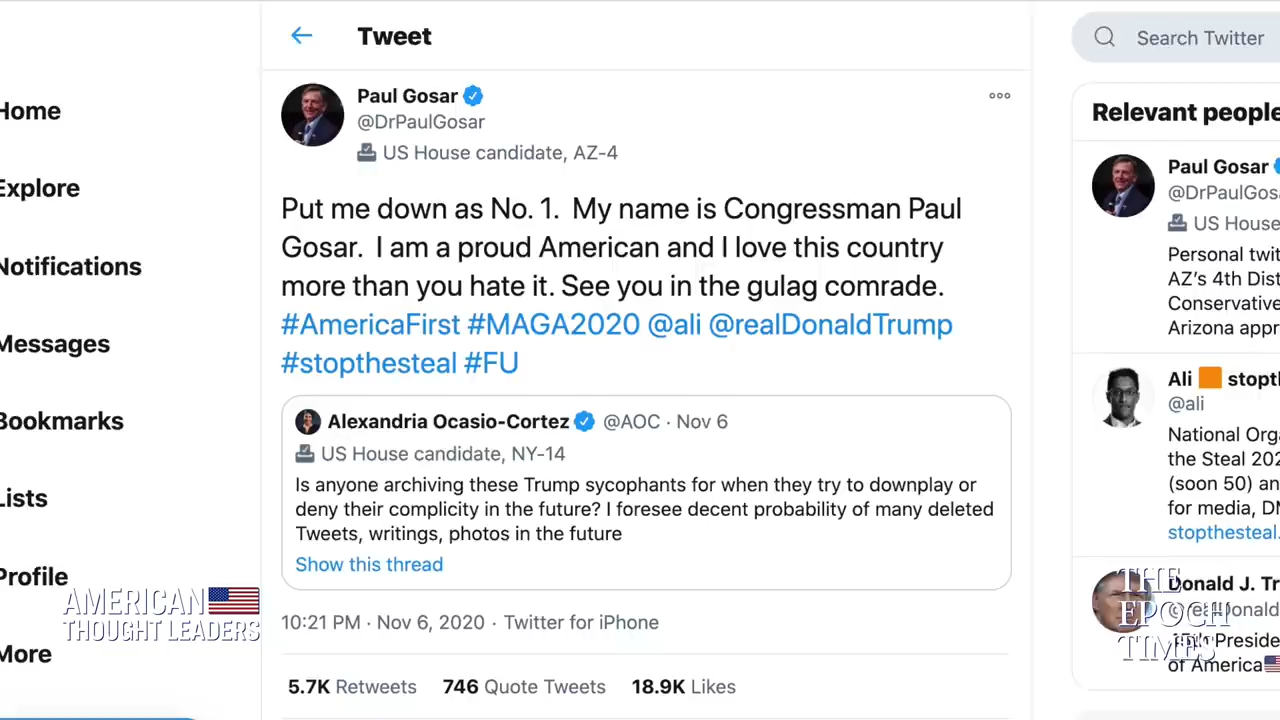 Tweet
Search Twitter
Home
Explore
Notifications
Messages
Bookmarks
Lists
Profile
More
Paul Gosar
@DrPaulGosar
US House candidate, AZ-4
Put me down as No. 1. My name is Congressman Paul
Gosar. I am a proud American and I love this country
more than you hate it. See you in the gulag comrade.
#AmericaFirst #MAGA2020 @ali @realDonaldTrump
#stopthesteal #FU
Alexandria Ocasio-Cortez @AOC · Nov 6
US House candidate, NY-14
Is anyone archiving these Trump sycophants for when they try to downplay or
deny their complicity in the future? I foresee decent probability of many deleted
Tweets, writings, photos in the future
Show this thread
10:21 PM · Nov 6, 2020 · Twitter for iPhone
5.7K Retweets 746 Quote Tweets 18.9K Likes
Relevant people
Paul Gosar
@DrPaulGosa
US House
Personal twit
AZ's 4th Dist
Conservative
Arizona appr
Ali stopth
@ali
National Orga
the Steal 202
(soon 50) an
for media, DM
stopthesteal.
Donald J. Tr
@realDonald
45th Preside
of America
AMERICAN
THOUGHT LEADERS
THE
EPOCH
TIMES